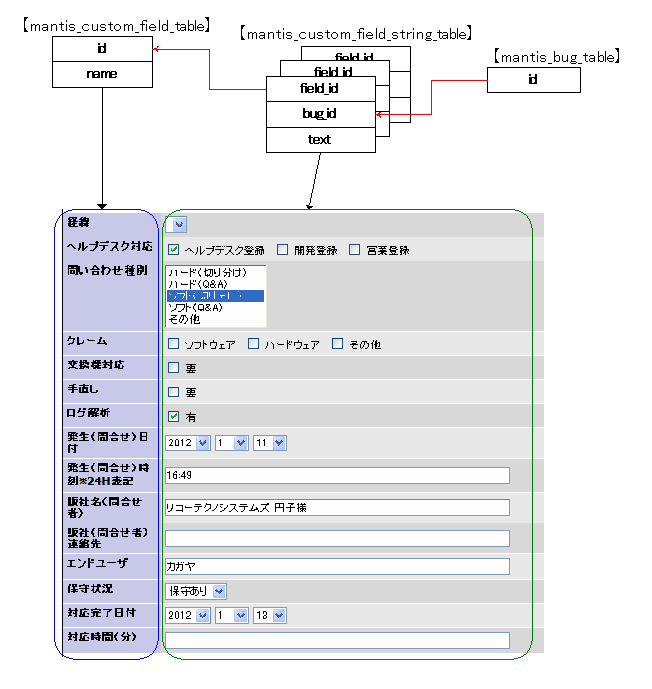 【mantis_custom_field_table】
【mantis_custom_field_string_table】
【mantis_bug_table】
id
name
field_id
field_id
field_id
bug_id
text
id
経緯
ヘルプデスク対応
ヘルプデスク登録 開発登録 営業登録
問い合わせ種別
ハード(切り分け)
ハード(Q&A)
ソフト(切り分け)
ソフト(Q&A)
その他
クレーム
ソフトウェア ハードウェア その他
交換機対応
要
手直し
要
ログ解析
有
発生(問合せ)日
付
2012 1 11
発生(問合せ)時
刻※24H表記
16:49
販社名(問合せ
者)
リコーテクノシステムズ 円子様
販社(問合せ者)
連絡先
エンドユーザ
カガヤ
保守状況
保守あり
対応完了日付
2012 1 13
対応時間(分)